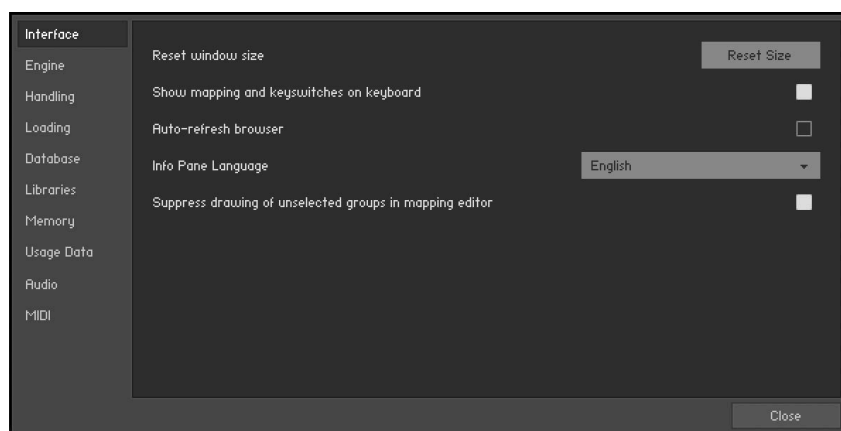 Interface
Engine
Handling
Loading
Database
Libraries
Memory
Usage Data
Audio
MIDI
Reset window size
Reset Size
Show mapping and keyswitches on keyboard
Auto-refresh browser
Info Pane Language
English
Suppress drawing of unselected groups in mapping editor
Close